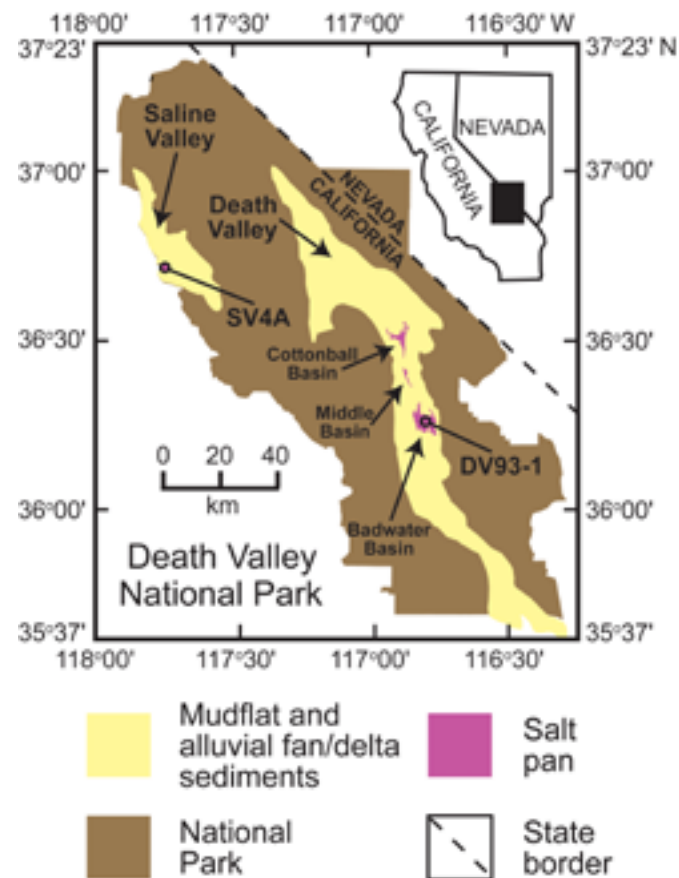 118°00' 117°30' 117°00' 116°30'W
37°23' 37°23' N
Saline
Valley
NEVADA
CALIFORNIA
37°00' 37°00'
NEVADA
CALIFORNIA
Death
Valley
SV4A
36°30' 36°30'
Cottonball
Basin
Middle
Basin
0 20 40
km
DV93-1
36°00' 36°00'
Badwater
Basin
Death Valley
National Park
35°37' 35°37'
118°00' 117°30' 117°00' 116°30'
Mudflat and
alluvial fan/delta
sediments
Salt
pan
National
Park
State
border